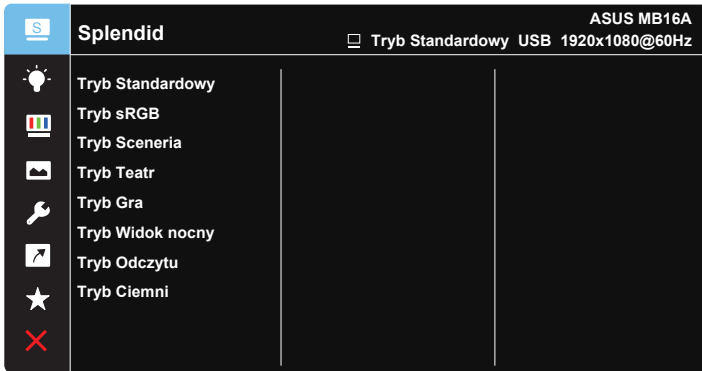 S
Splendid
ASUS MB16A
Tryb Standardowy USB 1920x1080@60Hz
Tryb Standardowy
Tryb sRGB
Tryb Sceneria
Tryb Teatr
Tryb Gra
Tryb Widok nocny
Tryb Odczytu
Tryb Ciemni